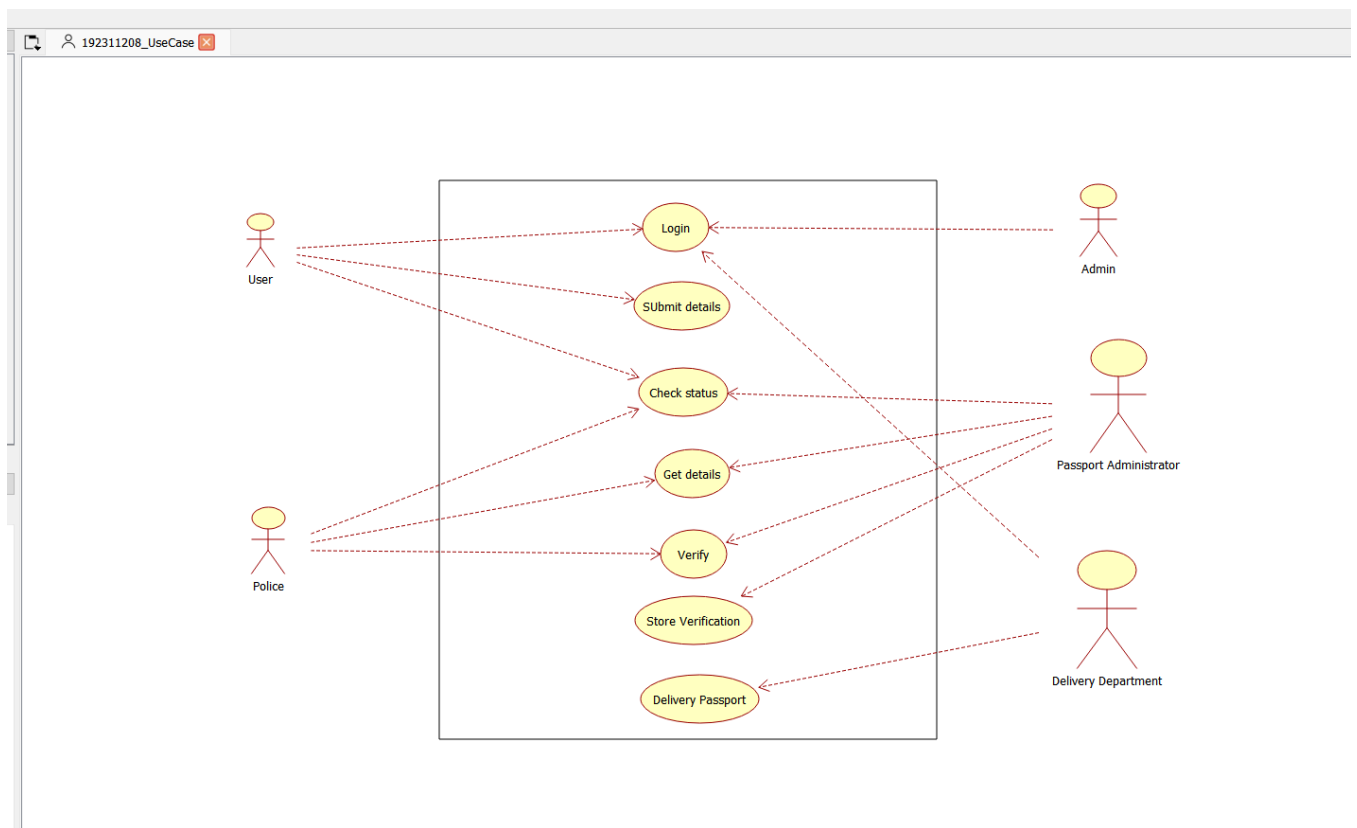 192311208_UseCase
Login
User
Admin
SUbmit details
Check status
Passport Administrator
Get details
Verify
Police
Store Verification
Delivery Department
Delivery Passport